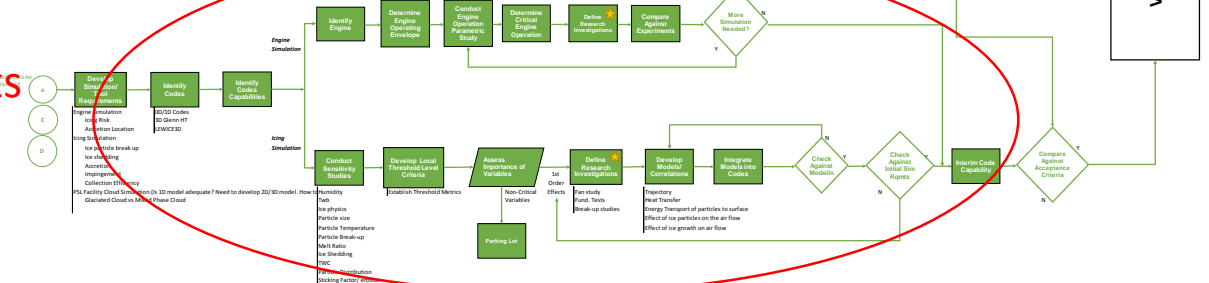 Identify
Engine
Determine
Engine
Operating
Envelope
Conduct
Engine
Operation
Parametric
Study
Determine
Critical
Engine
Operation
Define
Research
Investigations
Compare
Against
Experiments
More
Simulation
Needed?
N
Y
Engine
Simulation
A
C
D
Develop
Simulation/
Tool
Requirements
Identify
Codes
Identify
Codes
Capabilities
Engine Simulation
Icing Risk
Accretion Location
Icing Simulation
Ice particle break up
Ice shedding
Accretion
Impingement
Collection Efficiency
PSL Facility Cloud Simulation (Is 1D model adequate? Need to develop 2D/3D model. How to
Glaciated Cloud vs Mixed Phase Cloud
0D/1D Codes
3D Glenn HT
LEWICE3D
Icing
Simulation
Conduct
Sensitivity
Studies
Humidity
Twb
Ice physics
Particle size
Particle Temperature
Particle Break-up
Melt Ratio
Ice Shedding
TWC
Particle Distribution
Sticking Factor/
Develop Local
Threshold Level
Criteria
Establish Threshold Metrics
Assess
Importance of
Variables
Non-Critical
Variables
Parking Lot
1st
Order
Effects
Define
Research
Investigations
Fan study
Fund. Tests
Break-up studies
Develop
Models/
Correlations
Trajectory
Heat Transfer
Energy Transport of particles to surface
Effect of ice particles on the air flow
Effect of ice growth on air flow
Integrate
Models into
Codes
Check
Against
Modelin
N
Y
Check
Against
Initial Sim
Rqmts
Y
N
Interim Code
Capability
Compare
Against
Acceptance
Criteria
Y
N